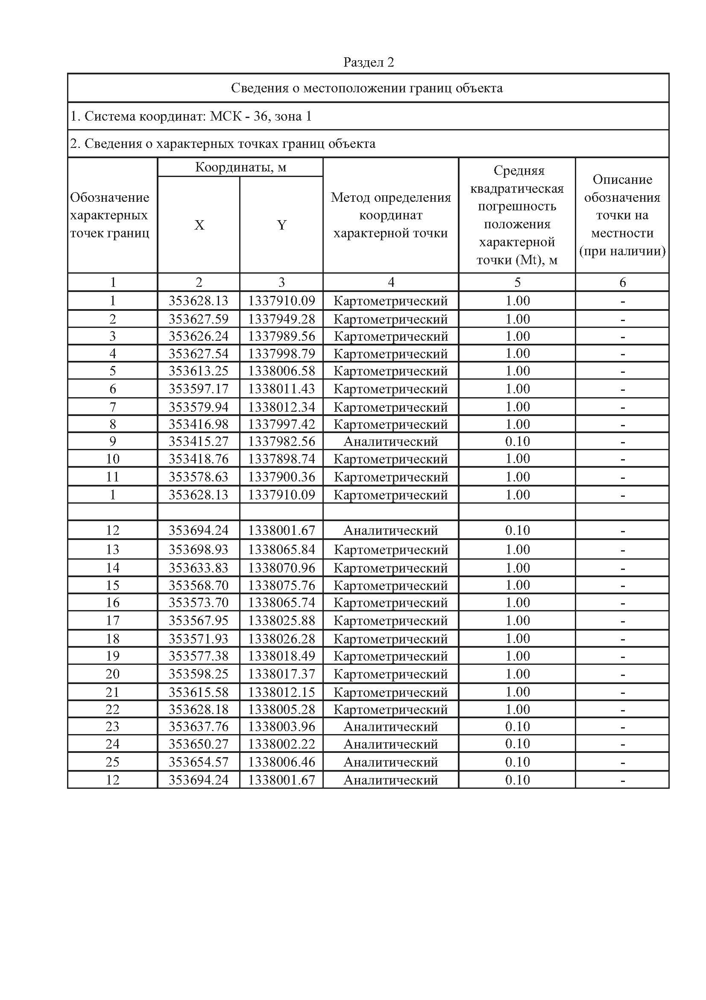 Раздел 2
Сведения о местоположении границ объекта
1. Система координат: МСК - 36, зона 1
2. Сведения о характерных точках границ объекта
Обозначение
характерных
точек границ
Координаты, м
X
Y
Метод определения
координат
характерной точки
Средняя
квадратическая
погрешность
положения
характерной
точки (Mt), м
Описание
обозначения
точки на
местности
(при наличии)
1 2 3 4 5 6
1 353628.13 1337910.09 Картометрический 1.00 -
2 353627.59 1337949.28 Картометрический 1.00 -
3 353626.24 1337989.56 Картометрический 1.00 -
4 353627.54 1337998.79 Картометрический 1.00 -
5 353613.25 1338006.58 Картометрический 1.00 -
6 353597.17 1338011.43 Картометрический 1.00 -
7 353579.94 1338012.34 Картометрический 1.00 -
8 353416.98 1337997.42 Картометрический 1.00 -
9 353415.27 1337982.56 Аналитический 0.10 -
10 353418.76 1337898.74 Картометрический 1.00 -
11 353578.63 1337900.36 Картометрический 1.00 -
1 353628.13 1337910.09 Картометрический 1.00 -
12 353694.24 1338001.67 Аналитический 0.10 -
13 353698.93 1338065.84 Картометрический 1.00 -
14 353633.83 1338070.96 Картометрический 1.00 -
15 353568.70 1338075.76 Картометрический 1.00 -
16 353573.70 1338065.74 Картометрический 1.00 -
17 353567.95 1338025.88 Картометрический 1.00 -
18 353571.93 1338026.28 Картометрический 1.00 -
19 353577.38 1338018.49 Картометрический 1.00 -
20 353598.25 1338017.37 Картометрический 1.00 -
21 353615.58 1338012.15 Картометрический 1.00 -
22 353628.18 1338005.28 Картометрический 1.00 -
23 353637.76 1338003.96 Аналитический 0.10 -
24 353650.27 1338002.22 Аналитический 0.10 -
25 353654.57 1338006.46 Аналитический 0.10 -
12 353694.24 1338001.67 Аналитический 0.10 -